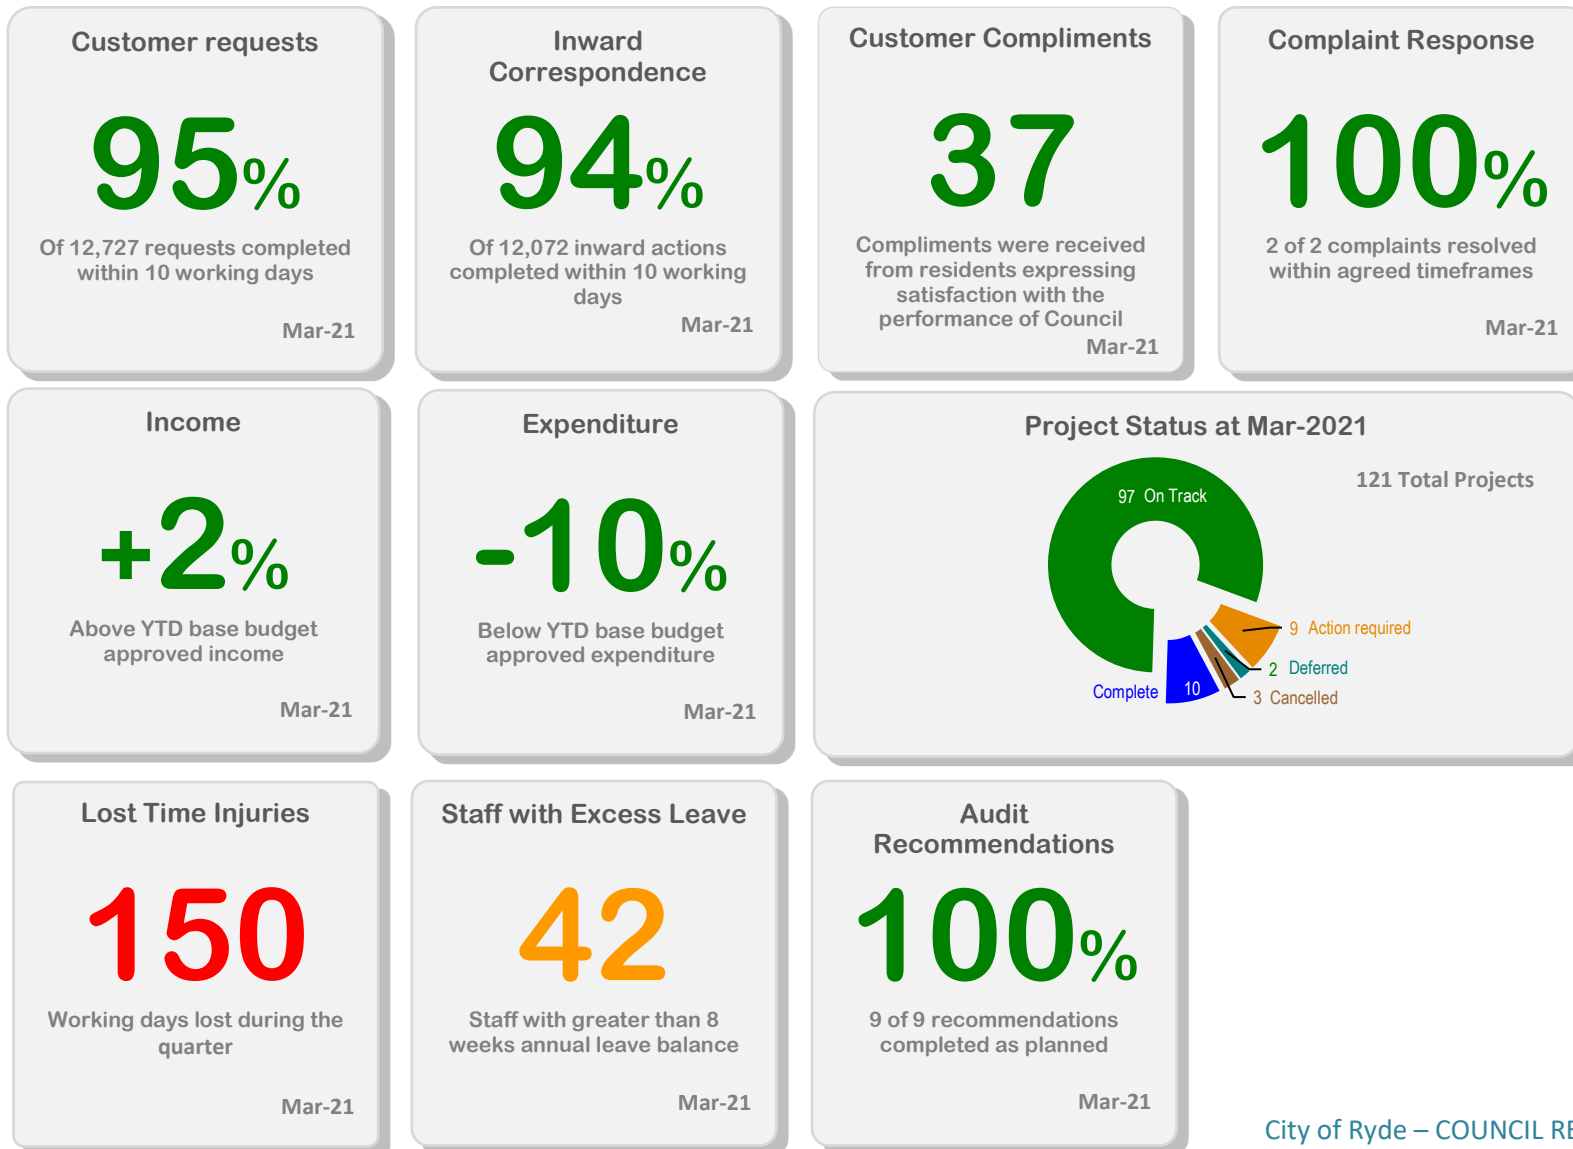 Customer requests
95%
Of 12,727 requests completed
within 10 working days
Mar-21
Inward
Correspondence
94%
Of 12,072 inward actions
completed within 10 working
days
Mar-21
Customer Compliments
37
Compliments were received
from residents expressing
satisfaction with the
performance of Council
Mar-21
Complaint Response
100%
2 of 2 complaints resolved
within agreed timeframes
Mar-21
Income
+2%
Above YTD base budget
approved income
Mar-21
Expenditure
-10%
Below YTD base budget
approved expenditure
Mar-21
Project Status at Mar-2021
121 Total Projects
97 On Track
9 Action required
2 Deferred
3 Cancelled
Complete 10
Lost Time Injuries
150
Working days lost during the
quarter
Mar-21
Staff with Excess Leave
42
Staff with greater than 8
weeks annual leave balance
Mar-21
Audit
Recommendations
100%
9 of 9 recommendations
completed as planned
Mar-21
City of Ryde – COUNCIL RE